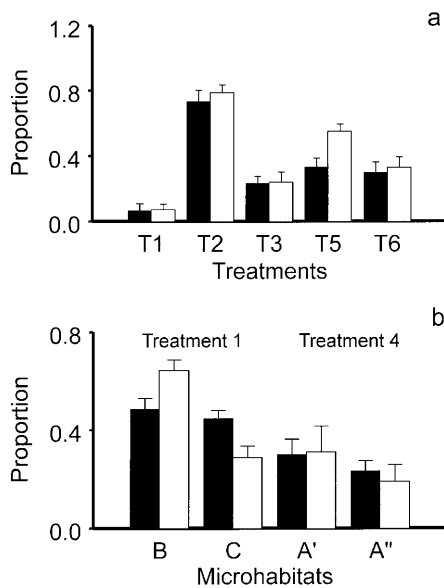 a
1.2
0.8
0.4
0.0
Proportion
T1 T2 T3 T5 T6
Treatments
b
0.8
0.4
0.0
Proportion
Treatment 1 Treatment 4
B C A' A"
Microhabitats